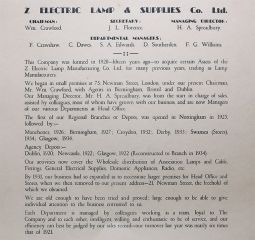 Z ELECTRIC LAMP & SUPPLIES Co. Ltd.
CHAIRMAN: SECRETARY: MANAGING DIRECTOR:
Wm. Crawford. J. L. Florence. H. A. Spreadbury.
DEPARTMENTAL MANAGERS:
F. Crawshaw. C. Dawes. S. A. Edwards. D. Southerden. F. G. Williams.
This Company was formed in 1920—fifteen years ago—to acquire certain Assets of the
Z Electric Lamp Manufacturing Co. Ltd. for many previous years, trading as Lamp
Manufacturers.
We began in small premises at 75 Newman Street, London, under our present Chairman,
Mr. Wm. Crawford, with Agents in Birmingham, Bristol and Dublin.
Our Managing Director, Mr. H. A. Spreadbury, was from the start in charge of sales,
assisted by colleagues, most of whom have grown with our business and are now Managers
of our various Departments at Head Office.
The first of our Regional Branches or Depots, was opened at Nottingham in 1923,
followed by:—
Manchester, 1926; Birmingham, 1927; Croydon, 1932; Derby, 1933; Swansea (Stores),
1934; Glasgow, 1934.
Agency Depots—
Dublin, 1920; Newcastle, 1922; Glasgow, 1922 (Reconstructed to Branch in 1934)
Our activities now cover the Wholesale distribution of Accessories, Lamps and Cable,
Fittings, General Electrical Supplies, Domestic Appliances, Radio, etc.
By 1931, our business had so expanded as to necessitate larger premises for Head Office and
Stores, when we then removed to our present address—21, Newman Street, the freehold of
which we obtained.
We are old enough to have been tried and proved; large enough to be able to give
individual attention to the business entrusted to us.
Each Department is managed by colleagues working as a team, loyal to The
Company and to each other, intelligent, willing, and enthusiastic to be of service, and our
efficiency can best be judged by our sales record—our turnover last year was nearly six times
that of 1921.